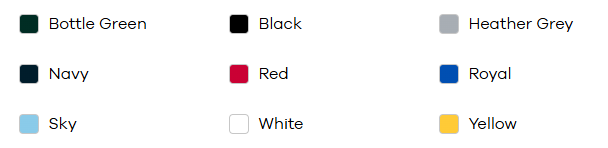 Bottle Green
Black
Heather Grey
Navy
Red
Royal
Sky
White
Yellow